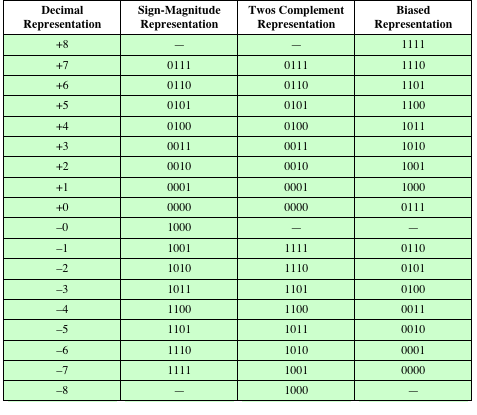 Decimal Representation Sign-Magnitude Representation Twos Complement Representation Biased Representation
+8 — — 1111
+7 0111 0111 1110
+6 0110 0110 1101
+5 0101 0101 1100
+4 0100 0100 1011
+3 0011 0011 1010
+2 0010 0010 1001
+1 0001 0001 1000
+0 0000 0000 0111
–0 1000 — —
–1 1001 1111 0110
–2 1010 1110 0101
–3 1011 1101 0100
–4 1100 1100 0011
–5 1101 1011 0010
–6 1110 1010 0001
–7 1111 1001 0000
–8 — 1000 —